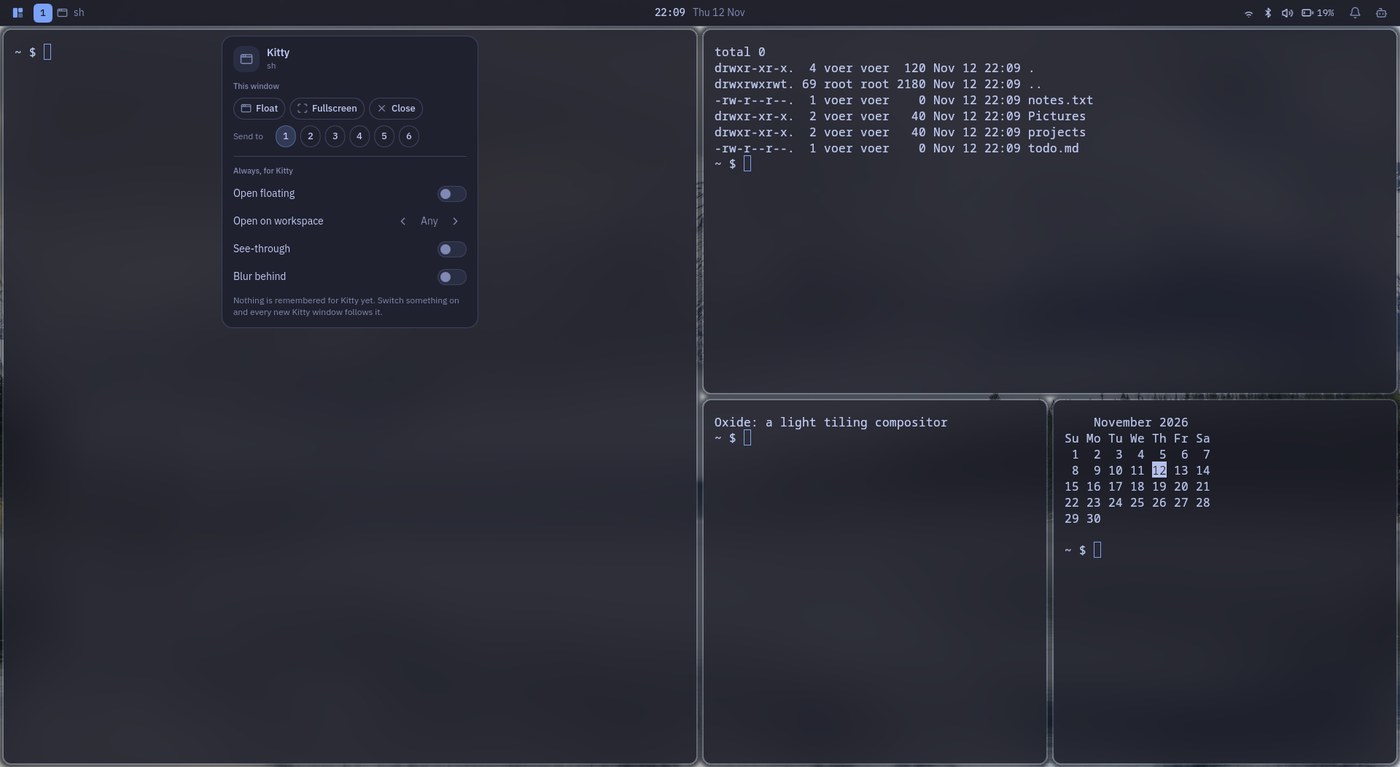 1 sh 22:09 Thu 12 Nov 19%
~ $
Kitty
sh
This window
Float Fullscreen Close
Send to 1 2 3 4 5 6
Always, for Kitty
Open floating
Open on workspace Any
See-through
Blur behind
Nothing is remembered for Kitty yet. Switch something on
and every new Kitty window follows it.
total 0
drwxr-xr-x.  4 voer voer  120 Nov 12 22:09 .
drwxrwxrwt. 69 root root 2180 Nov 12 22:09 ..
-rw-r--r--.  1 voer voer    0 Nov 12 22:09 notes.txt
drwxr-xr-x.  2 voer voer   40 Nov 12 22:09 Pictures
drwxr-xr-x.  2 voer voer   40 Nov 12 22:09 projects
-rw-r--r--.  1 voer voer    0 Nov 12 22:09 todo.md
~ $
Oxide: a light tiling compositor
~ $
November 2026
Su Mo Tu We Th Fr Sa
 1  2  3  4  5  6  7
 8  9 10 11 12 13 14
15 16 17 18 19 20 21
22 23 24 25 26 27 28
29 30
~ $